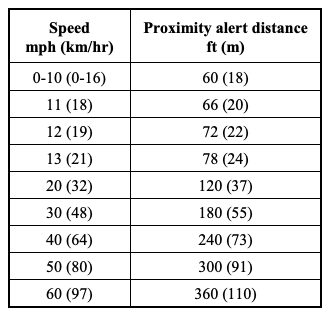 Speed Proximity alert distance
mph (km/hr) ft (m)
0-10 (0-16) 60 (18)
11 (18) 66 (20)
12 (19) 72 (22)
13 (21) 78 (24)
20 (32) 120 (37)
30 (48) 180 (55)
40 (64) 240 (73)
50 (80) 300 (91)
60 (97) 360 (110)